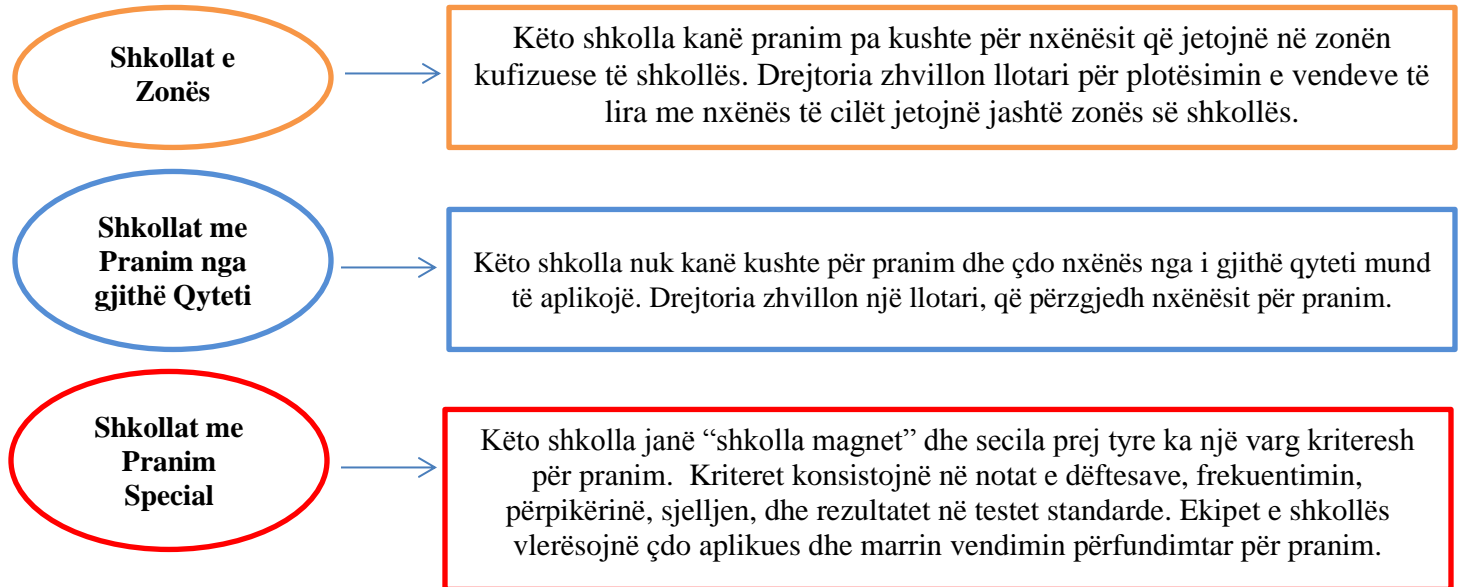 Shkollat e
Zonës
Këto shkolla kanë pranim pa kushte për nxënësit që jetojnë në zonën
kufizuese të shkollës. Drejtoria zhvillon llotari për plotësimin e vendeve të
lira me nxënës të cilët jetojnë jashtë zonës së shkollës.
Shkollat me
Pranim nga
gjithë Qyteti
Këto shkolla nuk kanë kushte për pranim dhe çdo nxënës nga i gjithë qyteti mund
të aplikojë. Drejtoria zhvillon një llotari, që përzgjedh nxënësit për pranim.
Shkollat me
Pranim
Special
Këto shkolla janë “shkolla magnet” dhe secila prej tyre ka një varg kriteresh
për pranim.  Kriteret konsistojnë në notat e dëftesave, frekuentimin,
përpikërinë, sjelljen, dhe rezultatet në testet standarde. Ekipet e shkollës
vlerësojnë çdo aplikues dhe marrin vendimin përfundimtar për pranim.